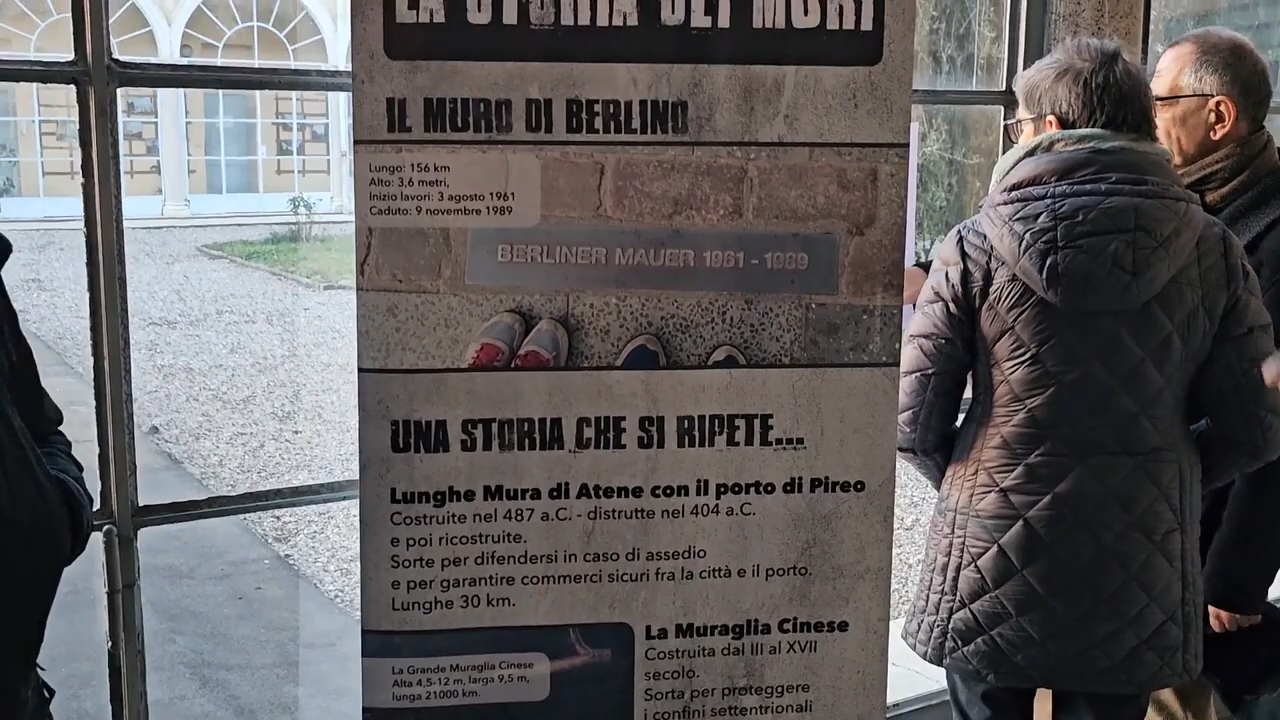 LA STORIA DEI MURI
IL MURO DI BERLINO
Lungo: 156 km
Alto: 3,6 metri,
Inizio lavori: 3 agosto 1961
Caduto: 9 novembre 1989
BERLINER MAUER 1961 - 1989
UNA STORIA CHE SI RIPETE...
Lunghe Mura di Atene con il porto di Pireo
Costruite nel 487 a.C. - distrutte nel 404 a.C.
e poi ricostruite.
Sorte per difendersi in caso di assedio
e per garantire commerci sicuri fra la città e il porto.
Lunghe 30 km.
La Grande Muraglia Cinese
Alta 4,5-12 m, larga 9,5 m,
lunga 21000 km.
La Muraglia Cinese
Costruita dal III al XVII
secolo.
Sorta per proteggere
i confini settentrionali